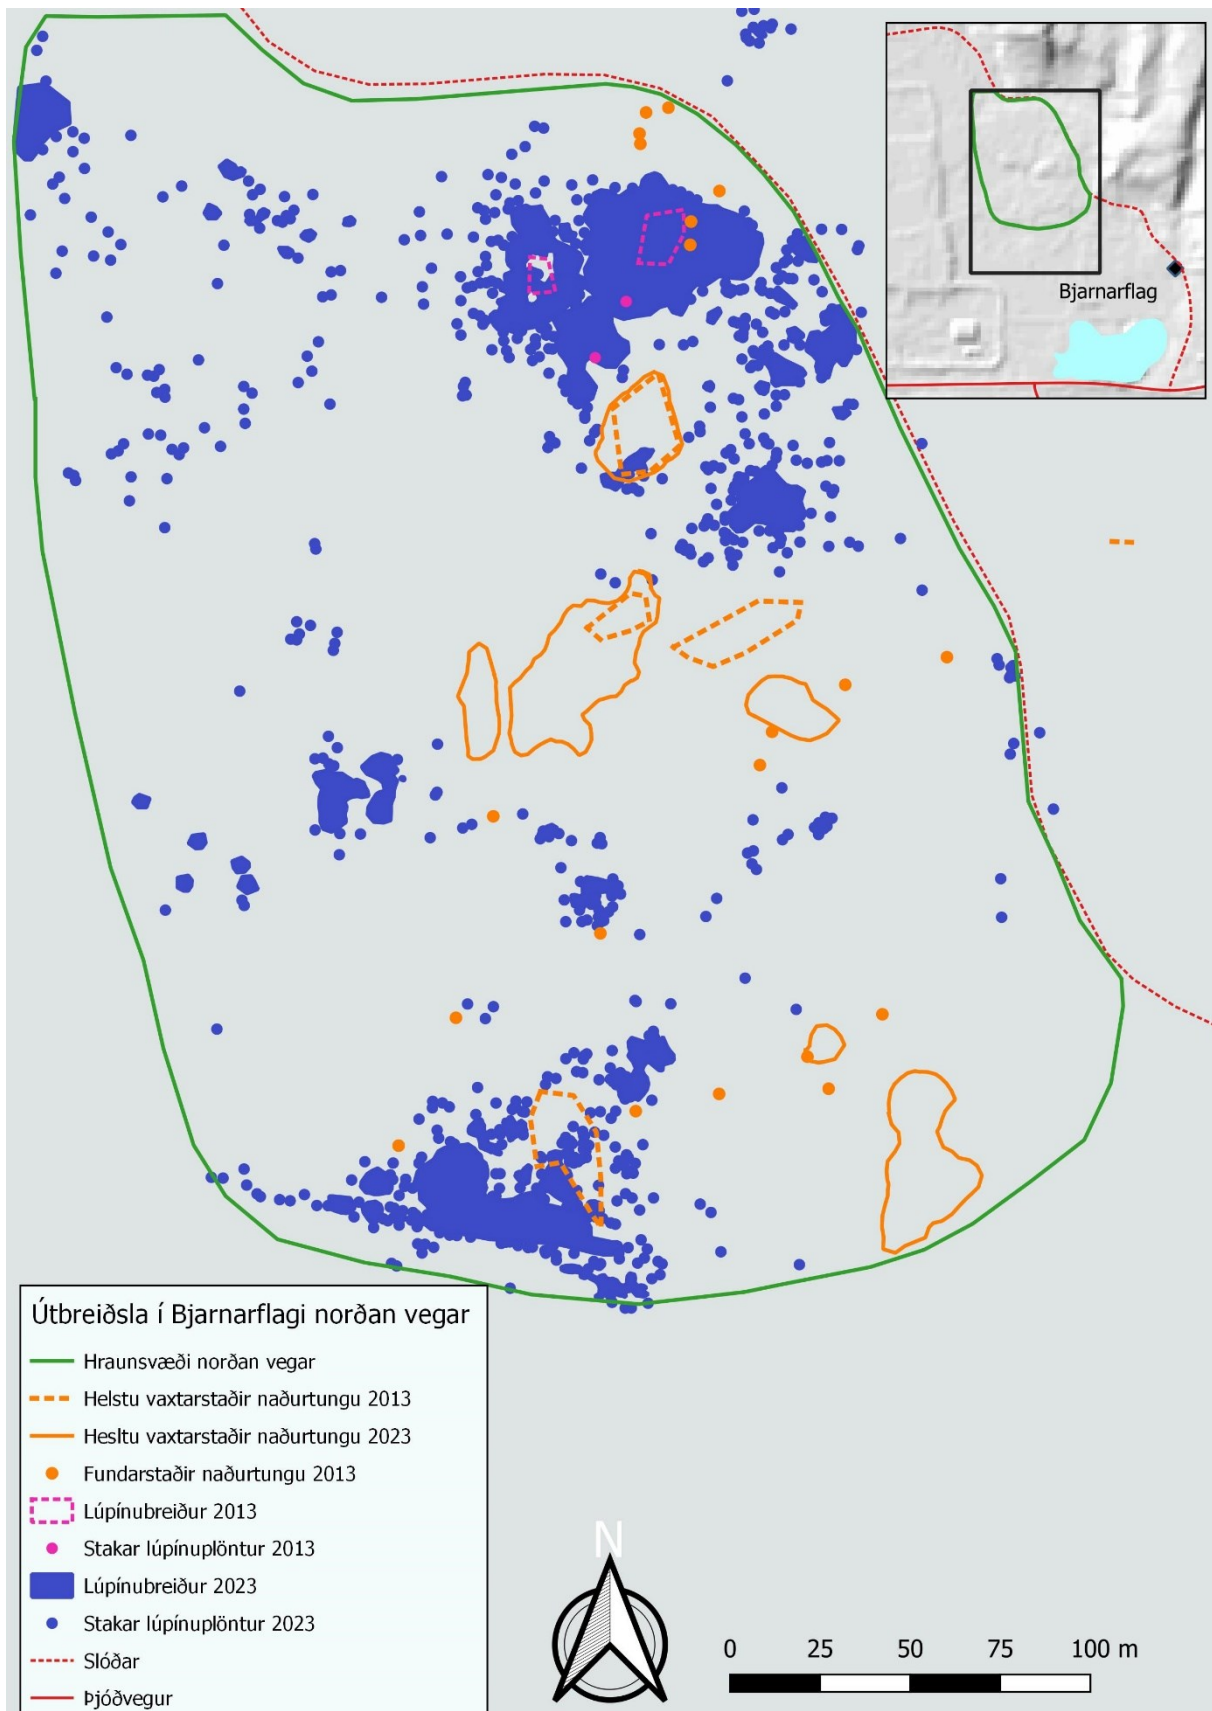 Bjarnarflag
Útbreiðsla í Bjarnarflagi norðan vegar
Hraunsvæði norðan vegar
Helstu vaxtarstaðir naðurtungu 2013
Hesltu vaxtarstaðir naðurtungu 2023
Fundarstaðir naðurtungu 2013
Lúpínubreiður 2013
Stakar lúpínuplöntur 2013
Lúpínubreiður 2023
Stakar lúpínuplöntur 2023
Slóðar
Þjóðvegur
N
0 25 50 75 100 m